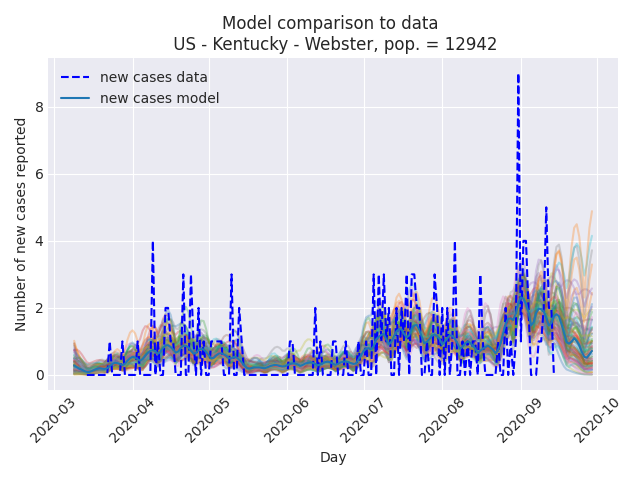 Model comparison to data
US - Kentucky - Webster, pop. = 12942
new cases data
new cases model
Number of new cases reported
8
6
4
2
0
2020-03
2020-04
2020-05
2020-06
2020-07
2020-08
2020-09
2020-10
Day